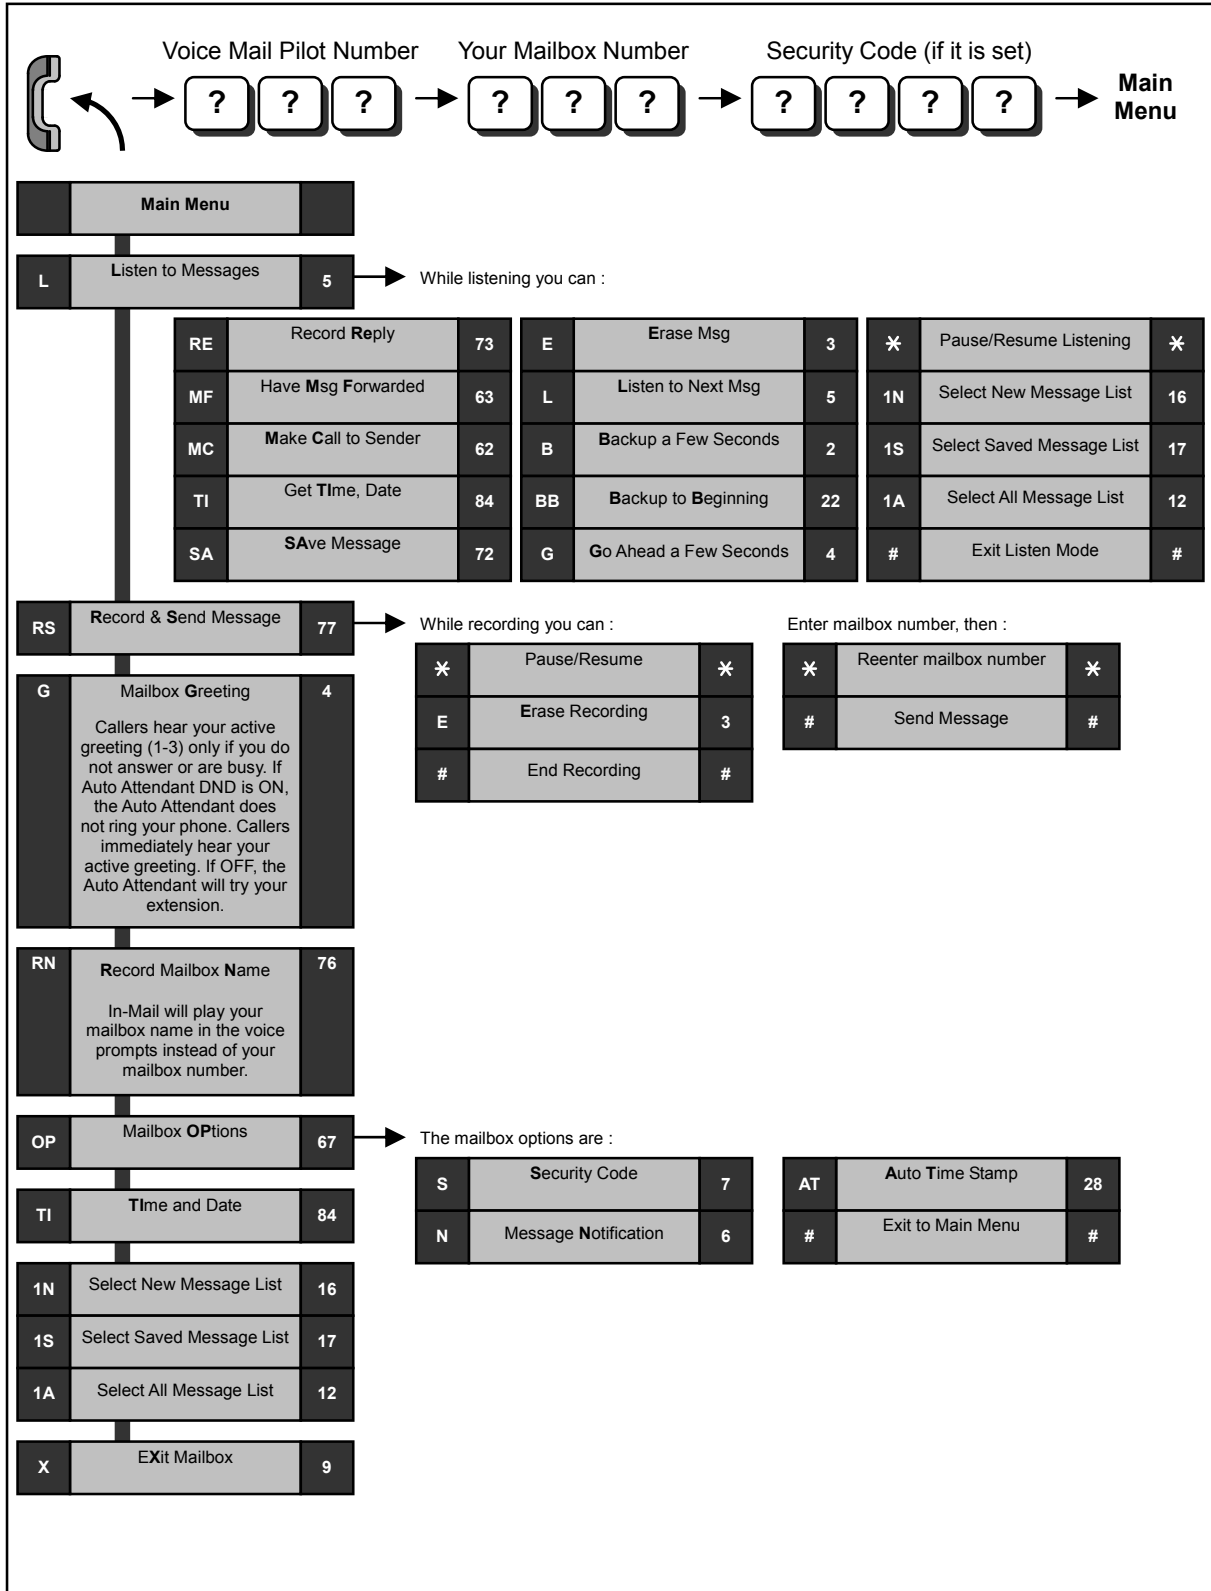 Voice Mail Pilot Number Your Mailbox Number Security Code (if it is set)
? ? ? ? ? ? ? ? ? ? Main
Menu
Main Menu
L Listen to Messages 5 While listening you can :
RE Record Reply 73 E Erase Msg 3 * Pause/Resume Listening *
MF Have Msg Forwarded 63 L Listen to Next Msg 5 1N Select New Message List 16
MC Make Call to Sender 62 B Backup a Few Seconds 2 1S Select Saved Message List 17
TI Get TIme, Date 84 BB Backup to Beginning 22 1A Select All Message List 12
SA SAve Message 72 G Go Ahead a Few Seconds 4 # Exit Listen Mode #
RS Record & Send Message 77 While recording you can : Enter mailbox number, then :
* Pause/Resume * * Reenter mailbox number *
E Erase Recording 3 # Send Message #
# End Recording #
G Mailbox Greeting 4
Callers hear your active
greeting (1-3) only if you do
not answer or are busy. If
Auto Attendant DND is ON,
the Auto Attendant does
not ring your phone. Callers
immediately hear your
active greeting. If OFF, the
Auto Attendant will try your
extension.
RN Record Mailbox Name 76
In-Mail will play your
mailbox name in the voice
prompts instead of your
mailbox number.
OP Mailbox OPtions 67 The mailbox options are :
S Security Code 7 AT Auto Time Stamp 28
N Message Notification 6 # Exit to Main Menu #
TI TIme and Date 84
1N Select New Message List 16
1S Select Saved Message List 17
1A Select All Message List 12
X EXit Mailbox 9